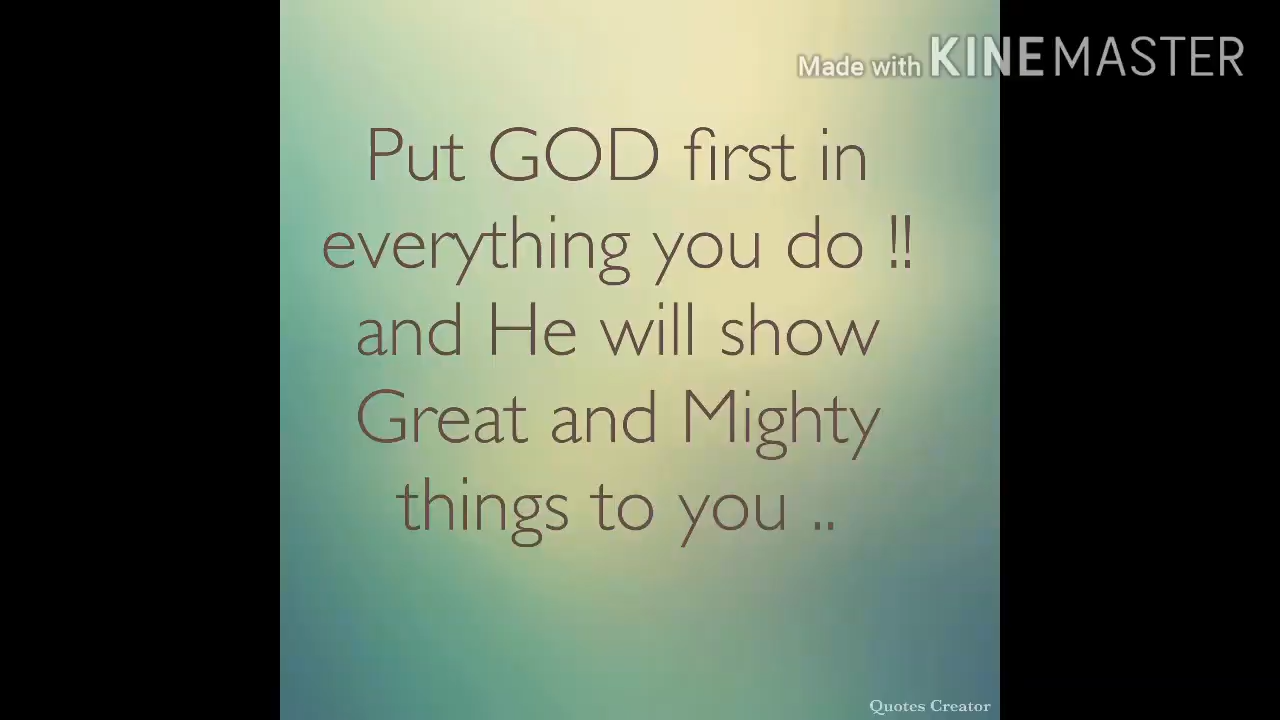 Made with KINEMASTER
Put GOD first in
everything you do !!
and He will show
Great and Mighty
things to you ..
Quotes Creator